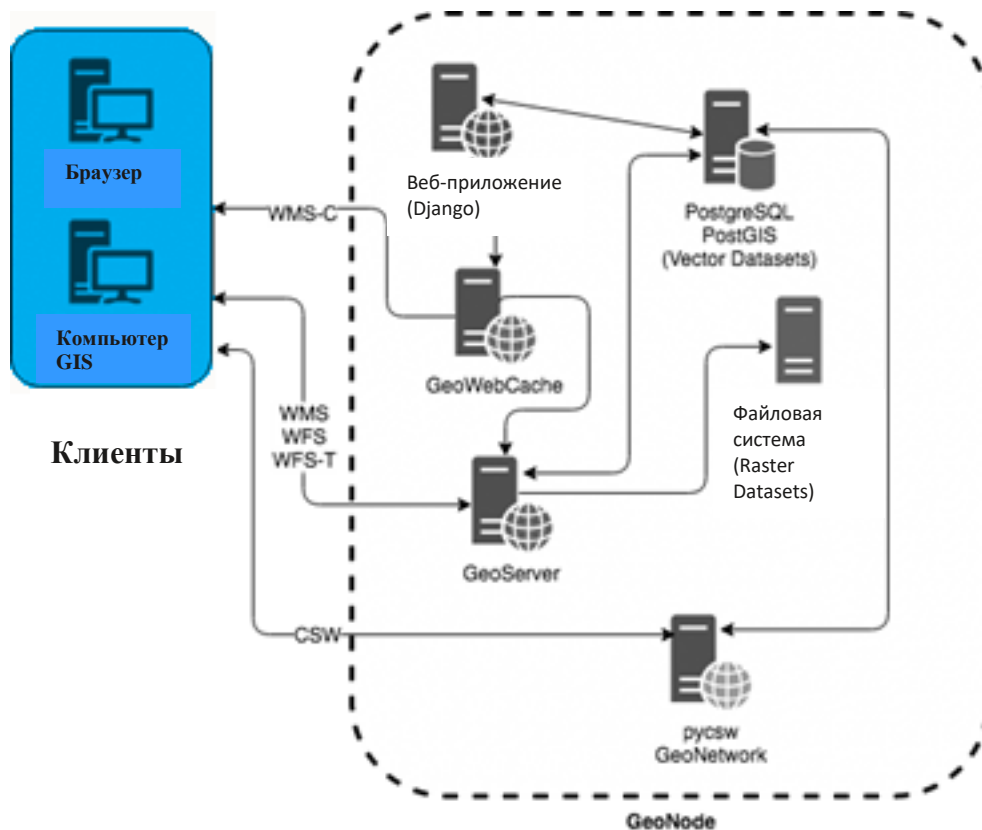 Браузер
Компьютер
GIS
Клиенты
WMS-C
WMS
WFS
WFS-T
CSW
Веб-приложение
(Django)
PostgreSQL
PostGIS
(Vector Datasets)
GeoWebCache
Файловая
система
(Raster
Datasets)
GeoServer
pycsw
GeoNetwork
GeoNode